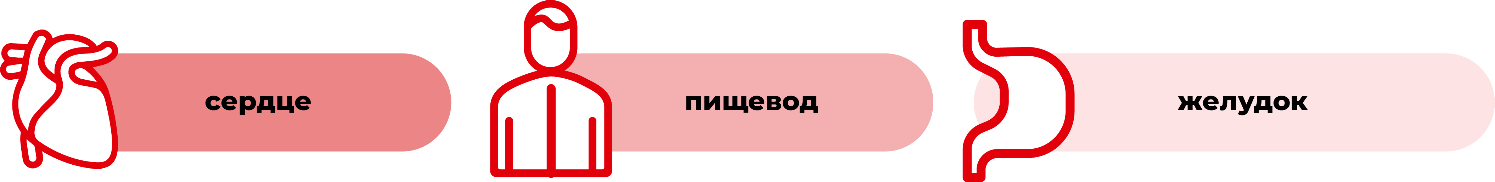 сердце
пищевод
желудок